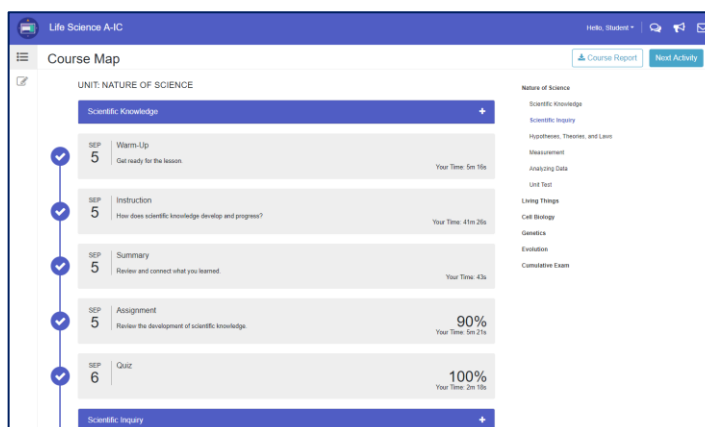 Life Science A-IC
Hello, Student
Course Map
Course Report
Next Activity
UNIT: NATURE OF SCIENCE
Scientific Knowledge
+
SEP
5
Warm-Up
Get ready for the lesson.
Your Time: 5m 16s
SEP
5
Instruction
How does scientific knowledge develop and progress?
Your Time: 41m 26s
SEP
5
Summary
Review and connect what you learned.
Your Time: 43s
SEP
5
Assignment
Review the development of scientific knowledge.
90%
Your Time: 5m 21s
SEP
6
Quiz
100%
Your Time: 2m 18s
Scientific Inquiry
+
Nature of Science
Scientific Knowledge
Scientific Inquiry
Hypotheses, Theories, and Laws
Measurement
Analyzing Data
Unit Test
Living Things
Cell Biology
Genetics
Evolution
Cumulative Exam